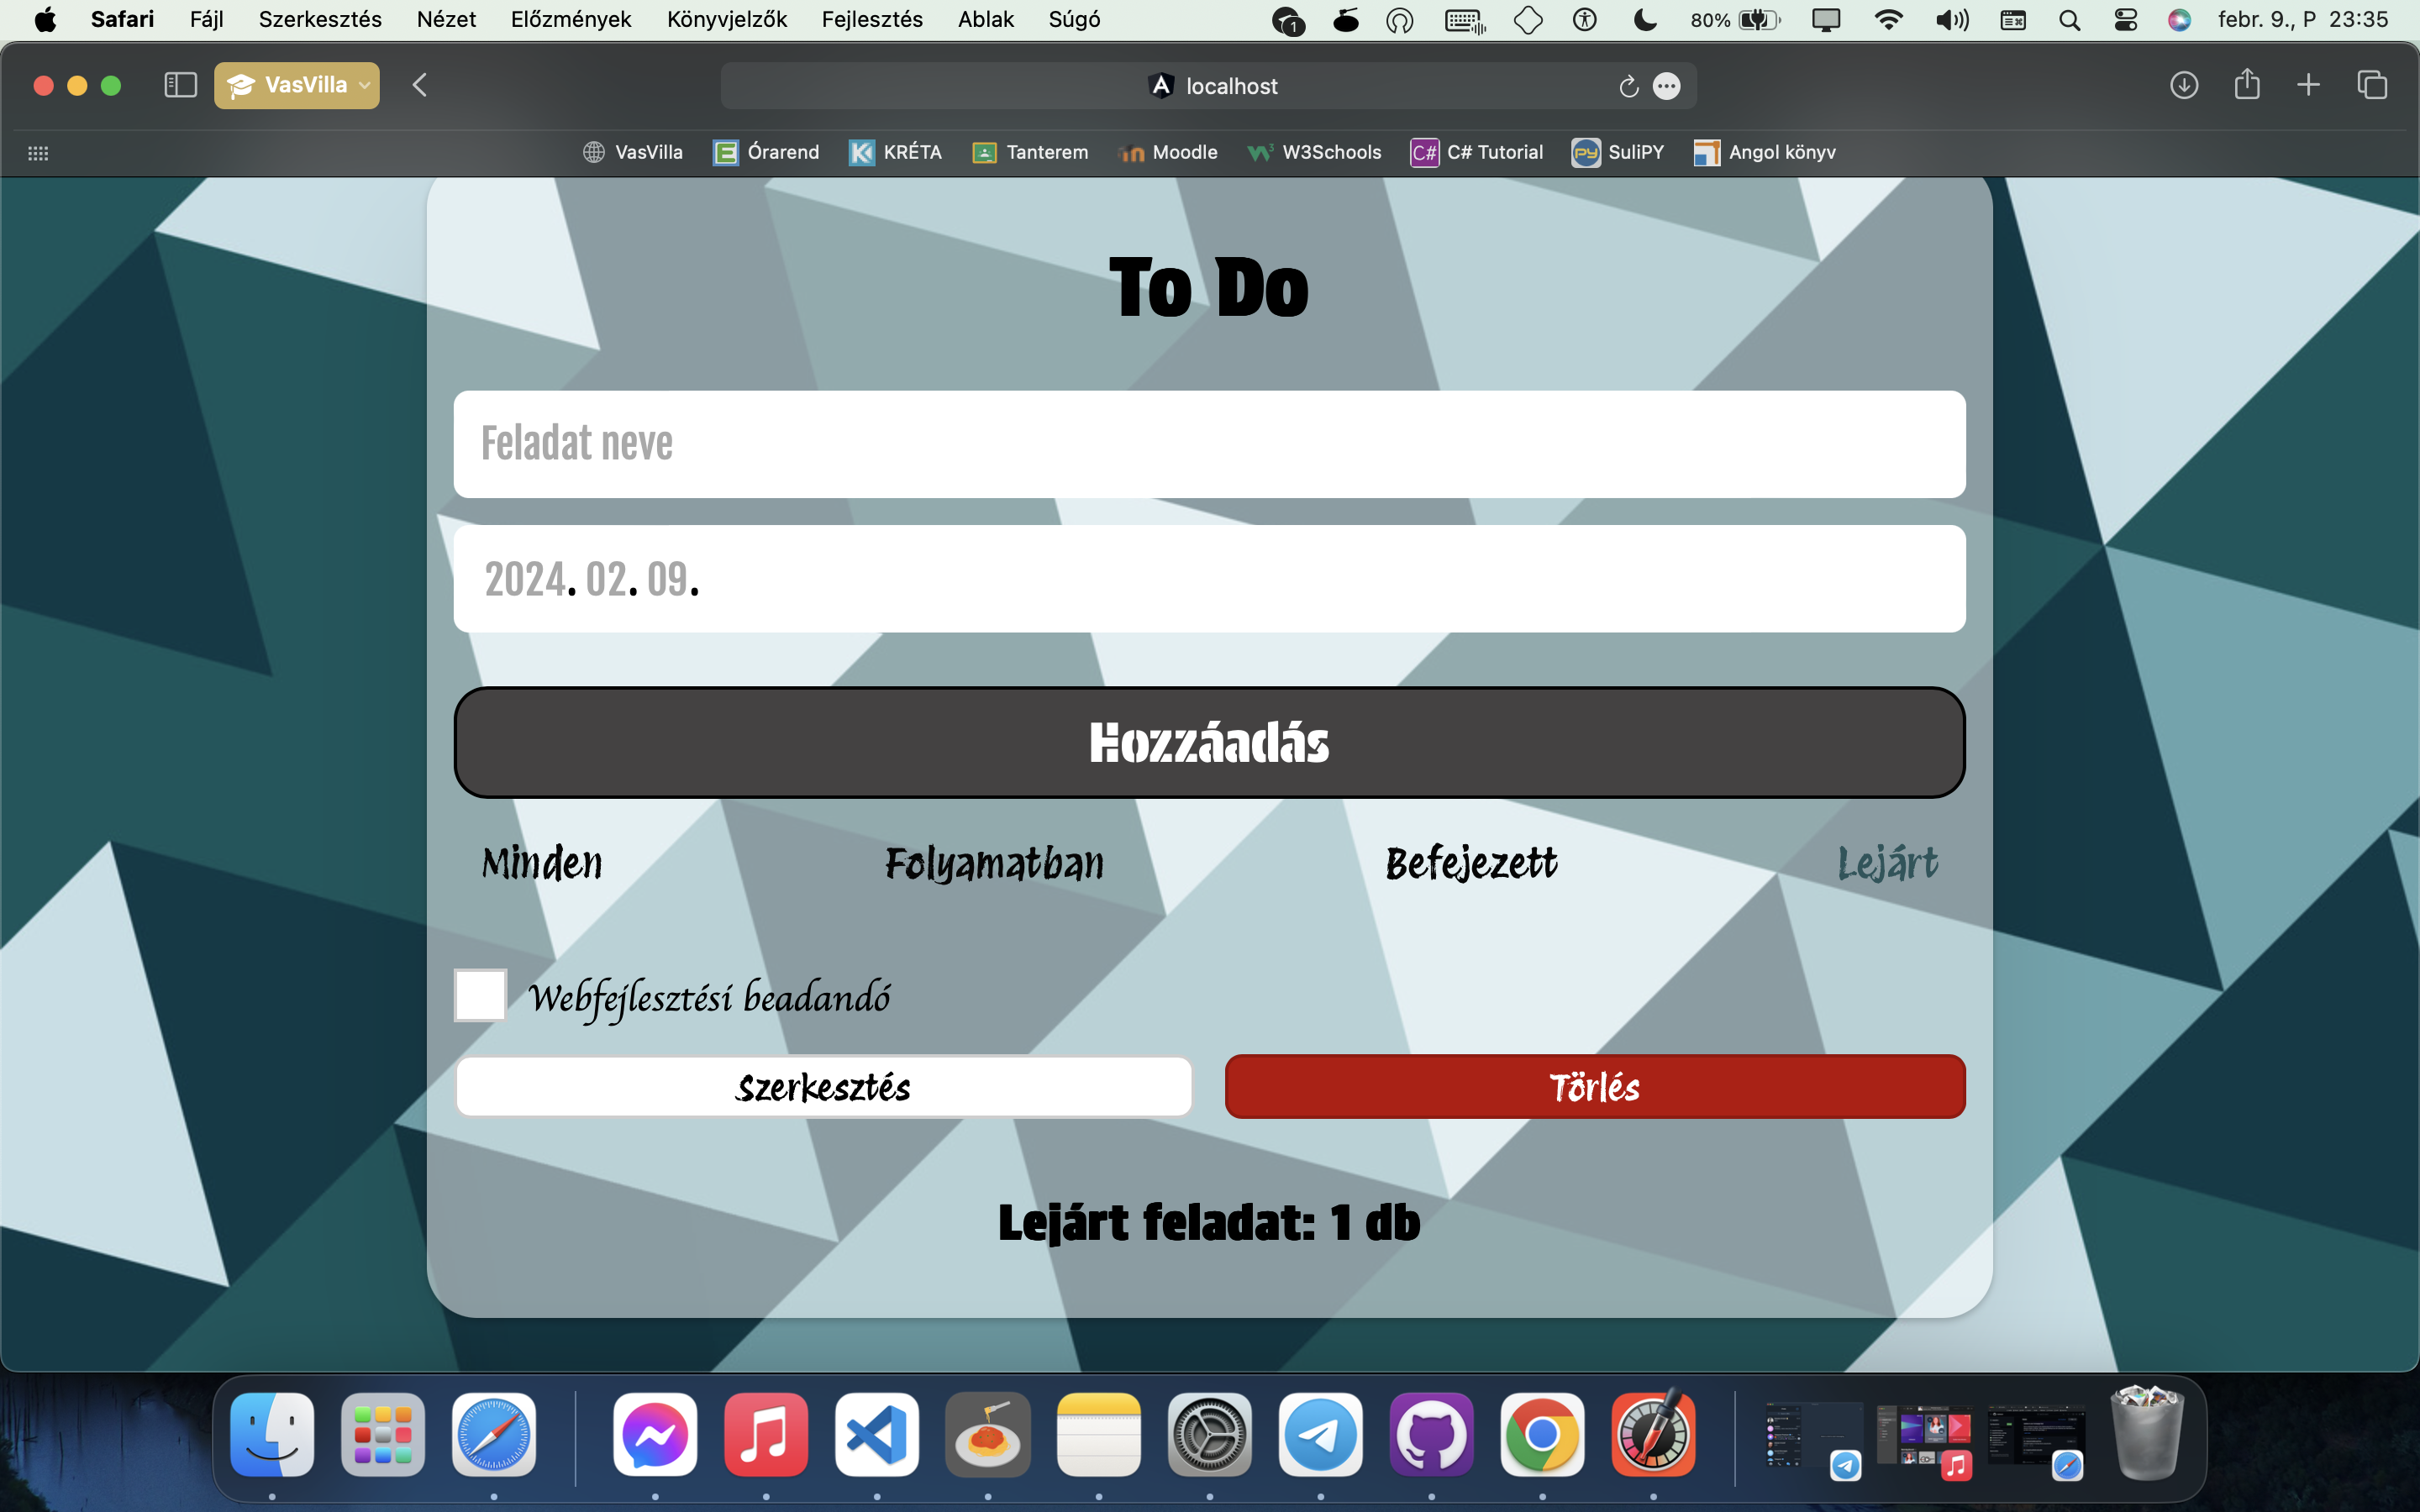 Safari Fájl Szerkesztés Nézet Előzmények Könyvjelzők Fejlesztés Ablak Súgó 1 80% febr. 9., P 23:35
VasVilla localhost
VasVilla Órarend KRÉTA Tanterem Moodle W3Schools C# C# Tutorial SuliPY Angol könyv
To Do
Feladat neve
2024. 02. 09.
Hozzáadás
Minden Folyamatban Befejezett Lejárt
Webfejlesztési beadandó
Szerkesztés Törlés
Lejárt feladat: 1 db